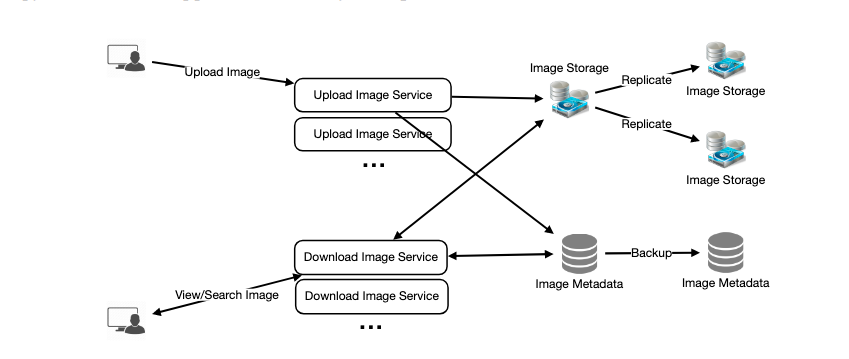 Upload Image
Upload Image Service
Upload Image Service
...
Image Storage
Replicate
Image Storage
Replicate
Image Storage
Download Image Service
Download Image Service
...
View/Search Image
Image Metadata
Backup
Image Metadata